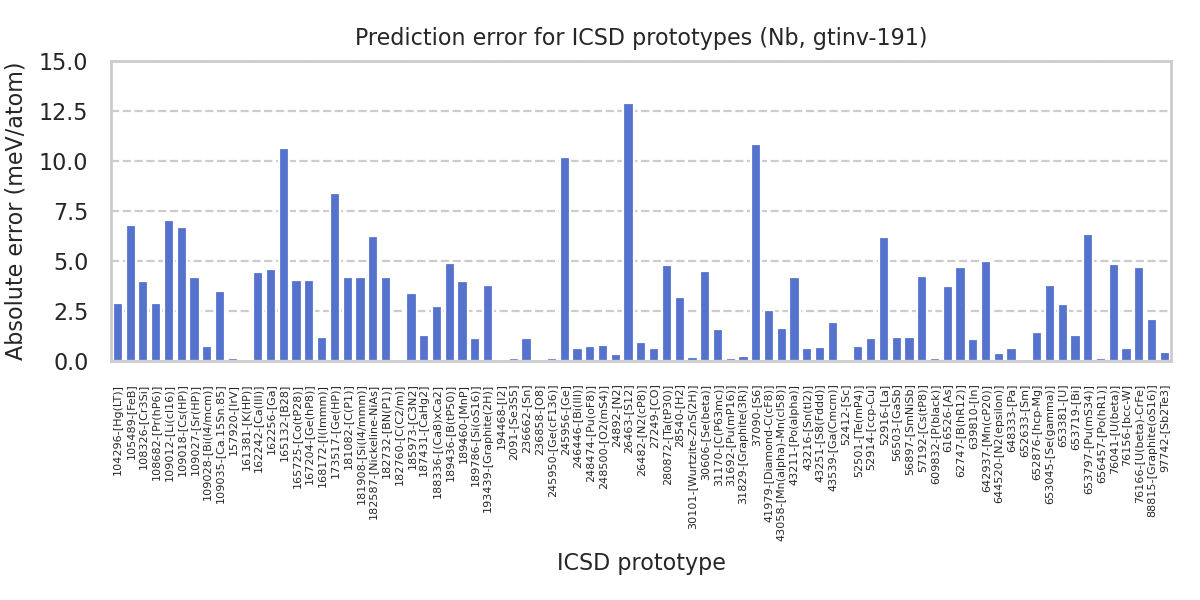 Prediction error for ICSD prototypes (Nb, gtinv-191)
Absolute error (meV/atom)
15.0
12.5
10.0
7.5
5.0
2.5
0.0
104296-[Hg(LT)]
105489-[FeB]
108326-[Cr3Si]
108682-[Pr(hP6)]
109012-[Li(cI16)]
109018-[Cs(HP)]
109027-[Sr(HP)]
109028-[Bi(I4/mcm)]
109035-[Ca.15Sn.85]
157920-[IrV]
161381-[K(HP)]
162242-[Ca(III)]
162256-[Ga]
165132-[B28]
165725-[Co(tP28)]
167204-[Ge(hP8)]
168172-[I(Immm)]
173517-[Ge(HP)]
181082-[C(P1)]
181908-[Si(I4/mmm)]
182587-[Nickeline-NiAs]
182732-[BN(P1)]
182760-[C(C2/m)]
185973-[C3N2]
187431-[CaHg2]
188336-[(Ca8)xCa2]
189436-[B(tP50)]
189460-[MnP]
189786-[Si(oS16)]
193439-[Graphite(2H)]
194468-[I2]
2091-[Se3S5]
236662-[Sn]
236858-[O8]
245950-[Ge(cF136)]
245956-[Ge]
246446-[Bi(III)]
248474-[Pu(oF8)]
248500-[O2(mS4)]
24892-[N2]
26463-[S12]
26482-[N2(cP8)]
27249-[CO]
280872-[Ta(tP30)]
28540-[H2]
30101-[Wurtzite-ZnS(2H)]
30606-[Se(beta)]
31170-[C(P63mc)]
31692-[Pu(mP16)]
31829-[Graphite(3R)]
37090-[S6]
41979-[Diamond-C(cF8)]
43058-[Mn(alpha)-Mn(cI58)]
43211-[Po(alpha)]
43216-[Sn(tI2)]
43251-[S8(Fddd)]
43539-[Ga(Cmcm)]
52412-[Sc]
52501-[Te(mP4)]
52914-[ccp-Cu]
52916-[La]
56503-[GaSb]
56897-[SmNiSb]
57192-[Cs(tP8)]
609832-[P(black)]
616526-[As]
62747-[B(hR12)]
639810-[In]
642937-[Mn(cP20)]
644520-[N2(epsilon)]
648333-[Pa]
652633-[Sm]
652876-[hcp-Mg]
653045-[Se(gamma)]
653381-[U]
653719-[Bi]
653797-[Pu(mS34)]
656457-[Po(hR1)]
76041-[U(beta)]
76156-[bcc-W]
76166-[U(beta)-CrFe]
88815-[Graphite(oS16)]
97742-[Sb2Te3]
ICSD prototype